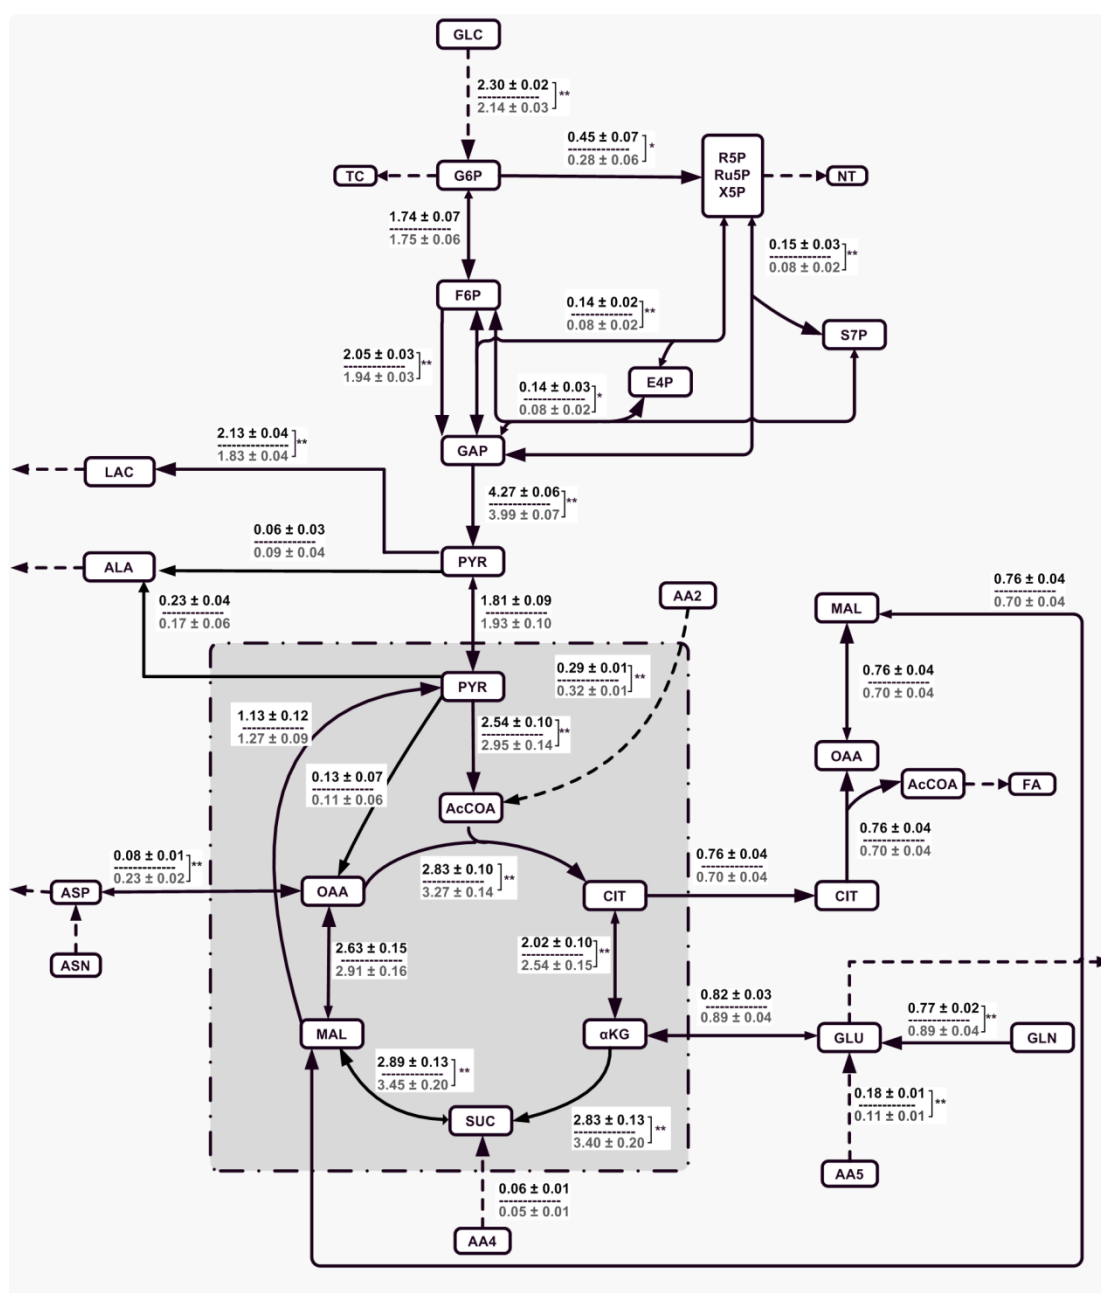 GLC
2.30 ± 0.02
2.14 ± 0.03
**
0.45 ± 0.07
0.28 ± 0.06
*
R5P
Ru5P
X5P
TC
G6P
NT
1.74 ± 0.07
1.75 ± 0.06
0.15 ± 0.03
0.08 ± 0.02
**
F6P
0.14 ± 0.02
0.08 ± 0.02
**
S7P
2.05 ± 0.03
1.94 ± 0.03
**
E4P
0.14 ± 0.03
0.08 ± 0.02
*
2.13 ± 0.04
1.83 ± 0.04
**
GAP
LAC
4.27 ± 0.06
3.99 ± 0.07
**
0.06 ± 0.03
0.09 ± 0.04
ALA
PYR
0.23 ± 0.04
0.17 ± 0.06
1.81 ± 0.09
1.93 ± 0.10
AA2
MAL
0.76 ± 0.04
0.70 ± 0.04
0.29 ± 0.01
0.32 ± 0.01
**
0.76 ± 0.04
0.70 ± 0.04
PYR
1.13 ± 0.12
1.27 ± 0.09
2.54 ± 0.10
2.95 ± 0.14
**
OAA
0.13 ± 0.07
0.11 ± 0.06
AcCOA
AcCOA
FA
0.76 ± 0.04
0.70 ± 0.04
0.08 ± 0.01
0.23 ± 0.02
**
2.83 ± 0.10
3.27 ± 0.14
**
0.76 ± 0.04
0.70 ± 0.04
ASP
OAA
CIT
CIT
2.63 ± 0.15
2.91 ± 0.16
2.02 ± 0.10
2.54 ± 0.15
**
ASN
0.82 ± 0.03
0.89 ± 0.04
0.77 ± 0.02
0.89 ± 0.04
**
MAL
αKG
GLU
GLN
2.89 ± 0.13
3.45 ± 0.20
**
0.18 ± 0.01
0.11 ± 0.01
**
SUC
2.83 ± 0.13
3.40 ± 0.20
**
AA5
0.06 ± 0.01
0.05 ± 0.01
AA4